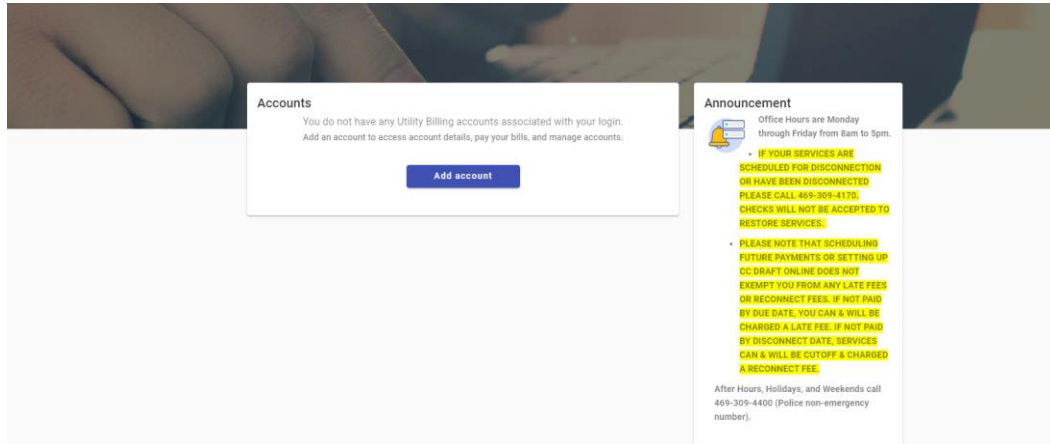 Accounts
You do not have any Utility Billing accounts associated with your login.
Add an account to access account details, pay your bills, and manage accounts.
Add account
Announcement
Office Hours are Monday
through Friday from 8am to 5pm.
• IF YOUR SERVICES ARE
SCHEDULED FOR DISCONNECTION
OR HAVE BEEN DISCONNECTED
PLEASE CALL 469-309-4170.
CHECKS WILL NOT BE ACCEPTED TO
RESTORE SERVICES.
• PLEASE NOTE THAT SCHEDULING
FUTURE PAYMENTS OR SETTING UP
CC DRAFT ONLINE DOES NOT
EXEMPT YOU FROM ANY LATE FEES
OR RECONNECT FEES. IF NOT PAID
BY DUE DATE, YOU CAN & WILL BE
CHARGED A LATE FEE. IF NOT PAID
BY DISCONNECT DATE, SERVICES
CAN & WILL BE CUTOFF & CHARGED
A RECONNECT FEE.
After Hours, Holidays, and Weekends call
469-309-4400 (Police non-emergency
number).